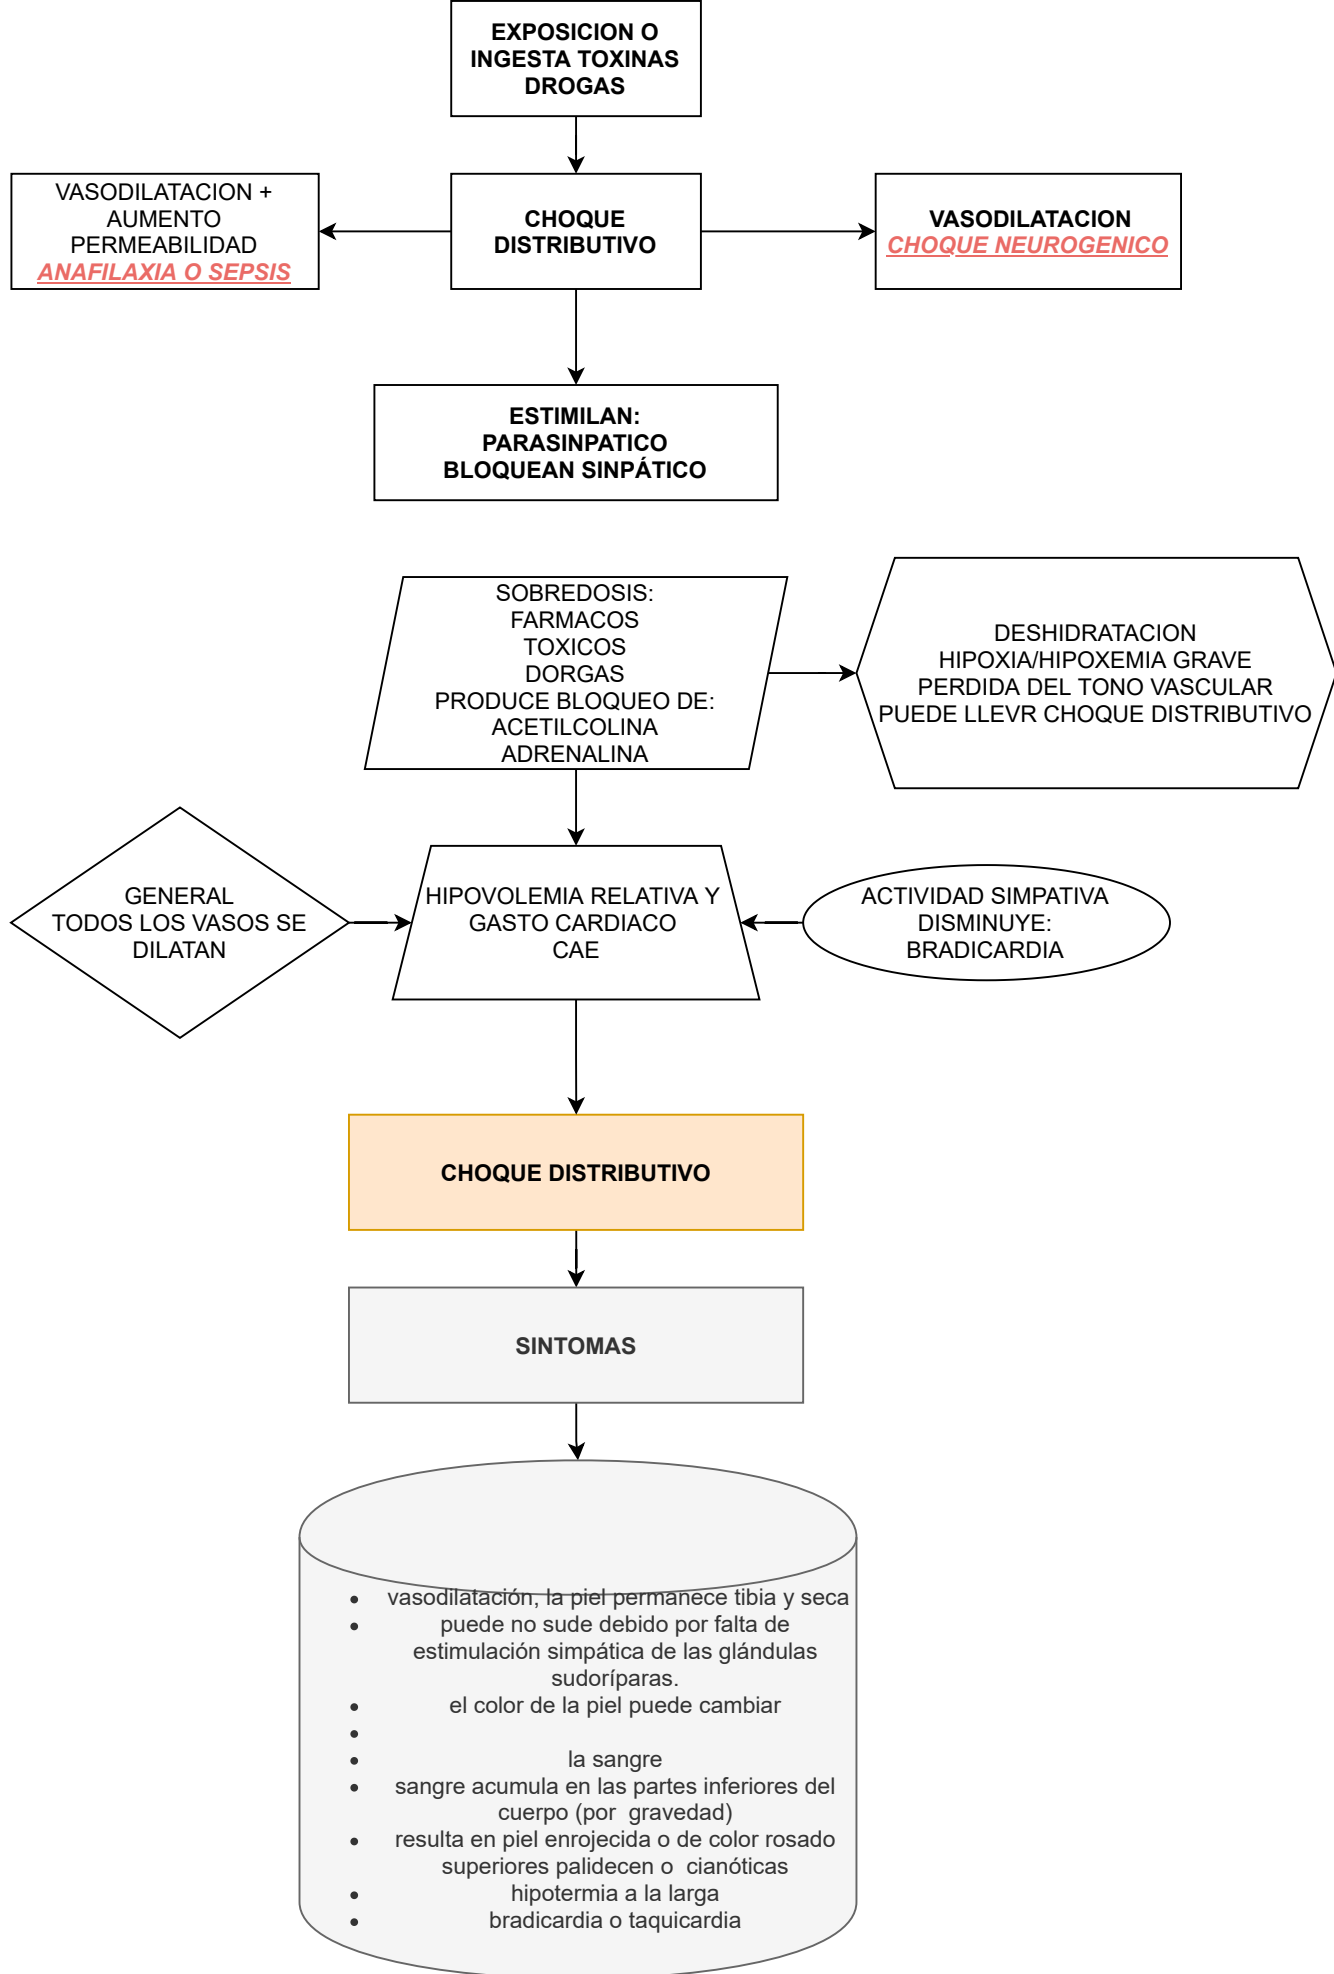 EXPOSICION O
INGESTA TOXINAS
DROGAS
VASODILATACION +
AUMENTO
PERMEABILIDAD
ANAFILAXIA O SEPSIS
CHOQUE
DISTRIBUTIVO
VASODILATACION
CHOQUE NEUROGENICO
ESTIMILAN:
PARASINPATICO
BLOQUEAN SINPÁTICO
SOBREDOSIS:
FARMACOS
TOXICOS
DORGAS
PRODUCE BLOQUEO DE:
ACETILCOLINA
ADRENALINA
DESHIDRATACION
HIPOXIA/HIPOXEMIA GRAVE
PERDIDA DEL TONO VASCULAR
PUEDE LLEVR CHOQUE DISTRIBUTIVO
GENERAL
TODOS LOS VASOS SE
DILATAN
HIPOVOLEMIA RELATIVA Y
GASTO CARDIACO
CAE
ACTIVIDAD SIMPATIVA
DISMINUYE:
BRADICARDIA
CHOQUE DISTRIBUTIVO
SINTOMAS
• vasodilatación, la piel permanece tibia y seca
• puede no sude debido por falta de
estimulación simpática de las glándulas
sudoríparas.
• el color de la piel puede cambiar
•
• la sangre
• sangre acumula en las partes inferiores del
cuerpo (por  gravedad)
• resulta en piel enrojecida o de color rosado
superiores palidecen o  cianóticas
• hipotermia a la larga
• bradicardia o taquicardia